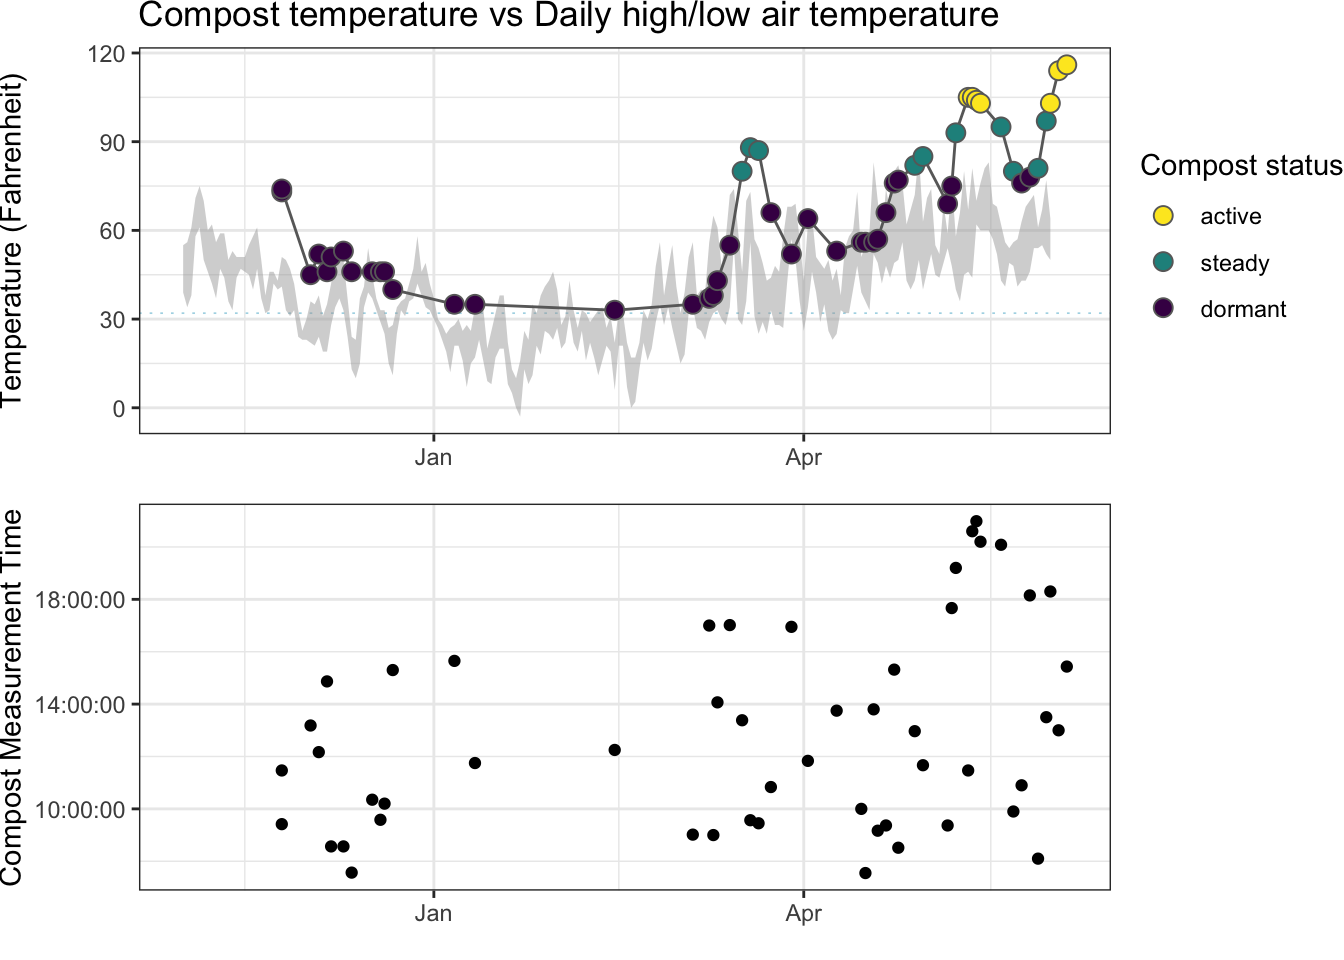 Compost temperature vs Daily high/low air temperature
Temperature (Fahrenheit)
120
90
60
30
0
Jan
Apr
Compost status
active
steady
dormant
Compost Measurement Time
18:00:00
14:00:00
10:00:00
Jan
Apr